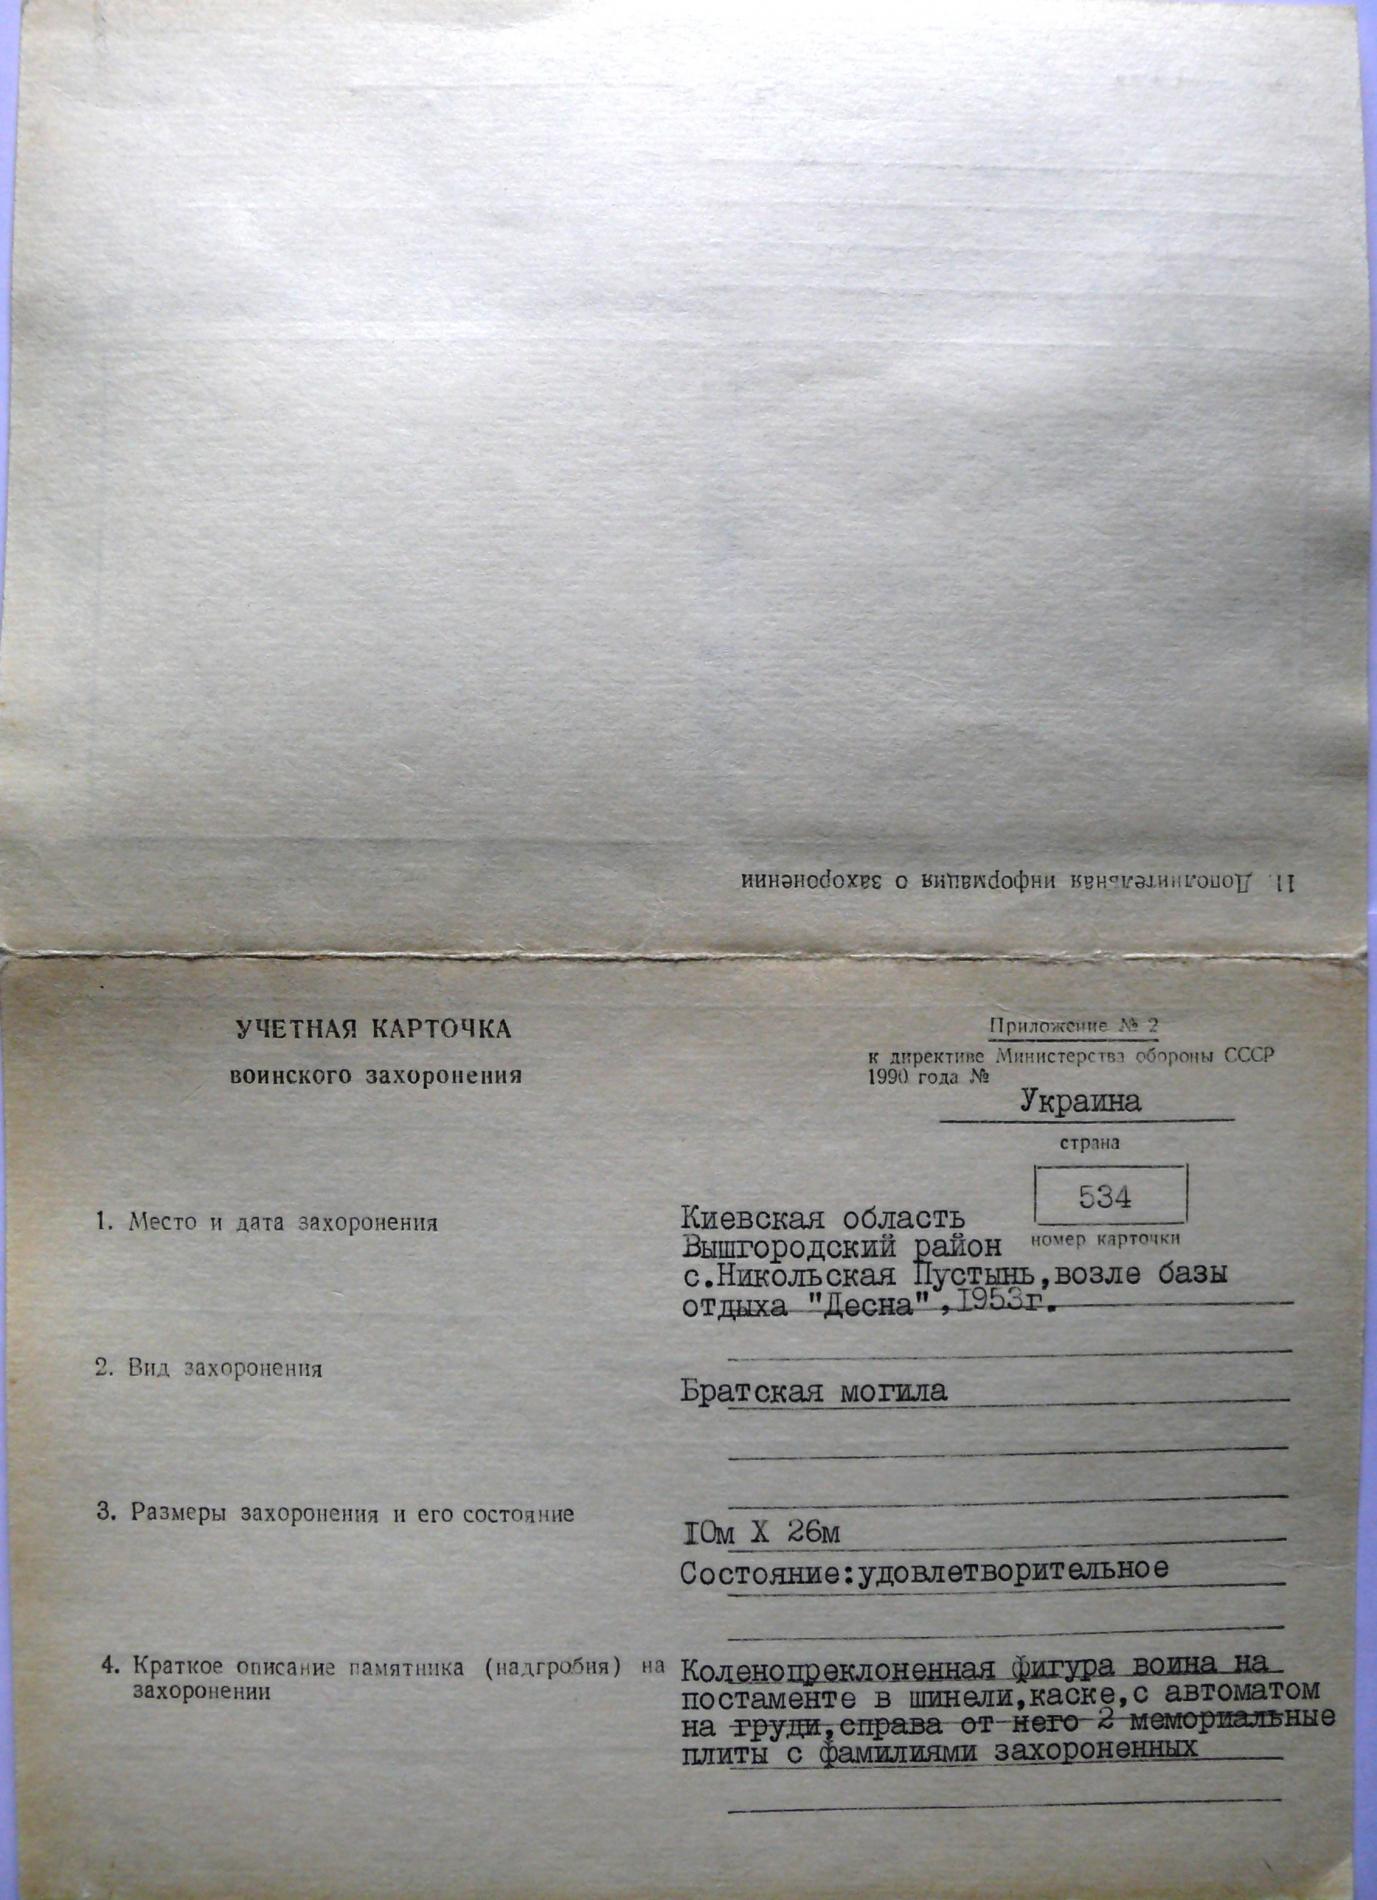 11. Дополнительная информация о захоронении
УЧЕТНАЯ КАРТОЧКА
воинского захоронения
Приложение № 2
к директиве Министерства обороны СССР
1990 года №
Украина
страна
534
номер карточки
1. Место и дата захоронения
Киевская область
Вышгородский район
с.Никольская Пустынь,возле базы
отдыха "Десна",1953г.
2. Вид захоронения
Братская могила
3. Размеры захоронения и его состояние
10м X 26м
Состояние:удовлетворительное
4. Краткое описание памятника (надгробия) на
захоронении
Коленопреклоненная фигура воина на
постаменте в шинели,каске,с автоматом
на груди,справа от него 2 мемориальные
плиты с фамилиями захороненных